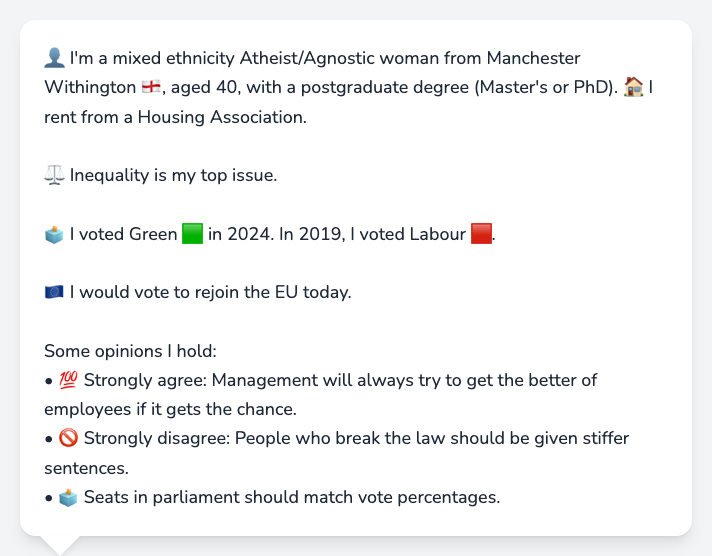 👤 I'm a mixed ethnicity Atheist/Agnostic woman from Manchester
Withington 🏴󠁧󠁢󠁥󠁮󠁧󠁿, aged 40, with a postgraduate degree (Master's or PhD). 🏠 I
rent from a Housing Association.
⚖️ Inequality is my top issue.
🗳️ I voted Green 🟩 in 2024. In 2019, I voted Labour 🟥.
🇪🇺 I would vote to rejoin the EU today.
Some opinions I hold:
• 💯 Strongly agree: Management will always try to get the better of
employees if it gets the chance.
• 🚫 Strongly disagree: People who break the law should be given stiffer
sentences.
• 🗳️ Seats in parliament should match vote percentages.